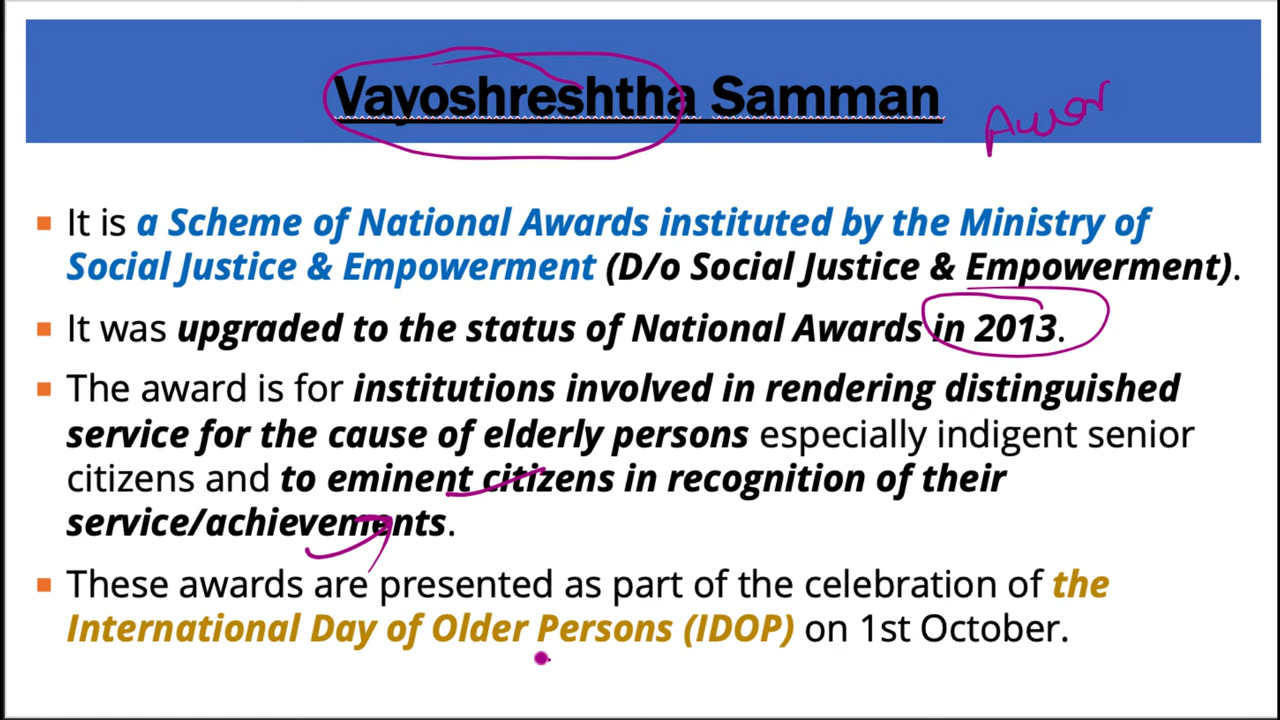 Vayoshreshtha Samman
Awar
▪ It is a Scheme of National Awards instituted by the Ministry of
Social Justice & Empowerment (D/o Social Justice & Empowerment).
▪ It was upgraded to the status of National Awards in 2013.
▪ The award is for institutions involved in rendering distinguished
service for the cause of elderly persons especially indigent senior
citizens and to eminent citizens in recognition of their
service/achievements.
▪ These awards are presented as part of the celebration of the
International Day of Older Persons (IDOP) on 1st October.